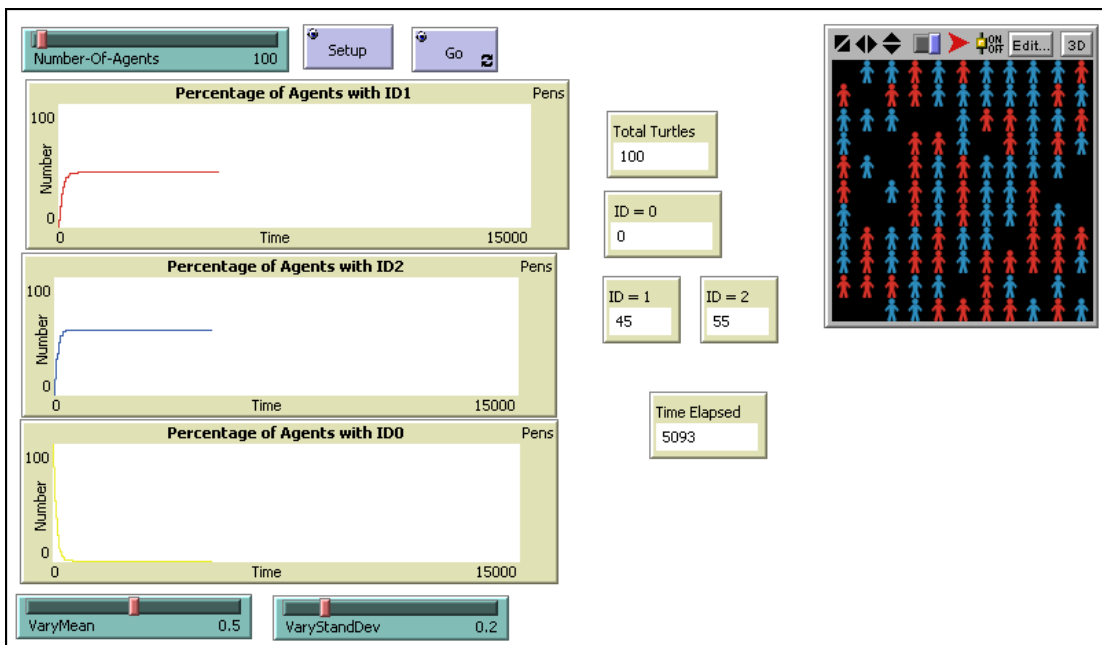 Number-Of-Agents 100
Setup
Go
ON
OFF
Edit...
3D
Percentage of Agents with ID1
Pens
100
Number
0
0
Time
15000
Total Turtles
100
ID = 0
0
Percentage of Agents with ID2
Pens
100
Number
0
0
Time
15000
ID = 1
45
ID = 2
55
Percentage of Agents with ID0
Pens
100
Number
0
0
Time
15000
Time Elapsed
5093
VaryMean 0.5
VaryStandDev 0.2